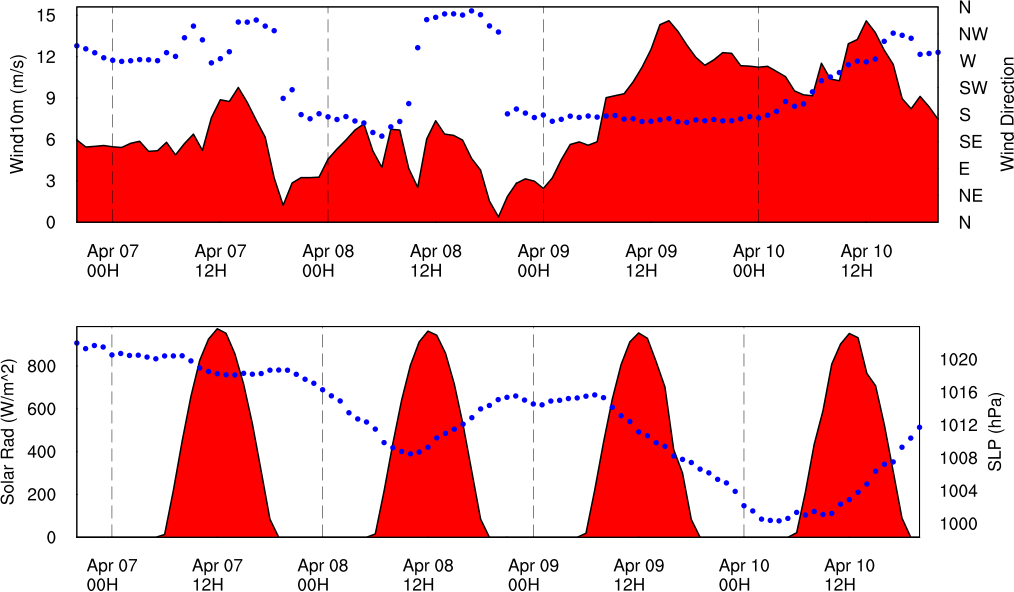 Wind10m (m/s)
15
12
9
6
3
0
N
NW
W
SW
S
SE
E
NE
N
Wind Direction
Apr 07
00H
Apr 07
12H
Apr 08
00H
Apr 08
12H
Apr 09
00H
Apr 09
12H
Apr 10
00H
Apr 10
12H
Solar Rad (W/m^2)
800
600
400
200
0
1020
1016
1012
1008
1004
1000
SLP (hPa)
Apr 07
00H
Apr 07
12H
Apr 08
00H
Apr 08
12H
Apr 09
00H
Apr 09
12H
Apr 10
00H
Apr 10
12H